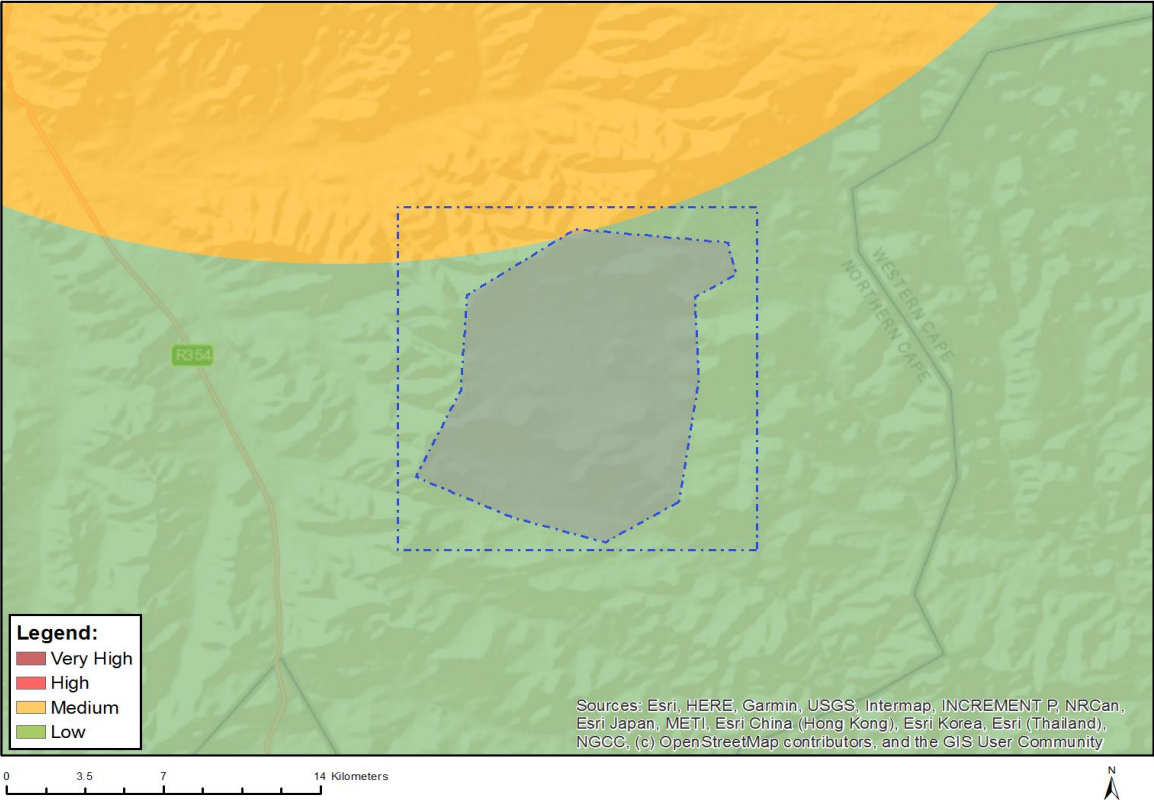 R354
WESTERN CAPE
NORTHERN CAPE
Legend:
Very High
High
Medium
Low
Sources: Esri, HERE, Garmin, USGS, Intermap, INCREMENT P, NRCan,
Esri Japan, METI, Esri China (Hong Kong), Esri Korea, Esri (Thailand),
NGCC, (c) OpenStreetMap contributors, and the GIS User Community
0 3.5 7 14 Kilometers
N